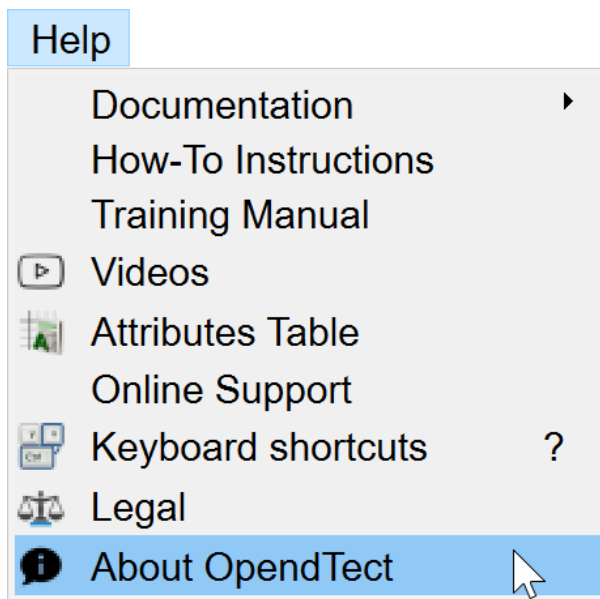 Help
Documentation
How-To Instructions
Training Manual
Videos
Attributes Table
Online Support
Keyboard shortcuts ?
Legal
About OpendTect